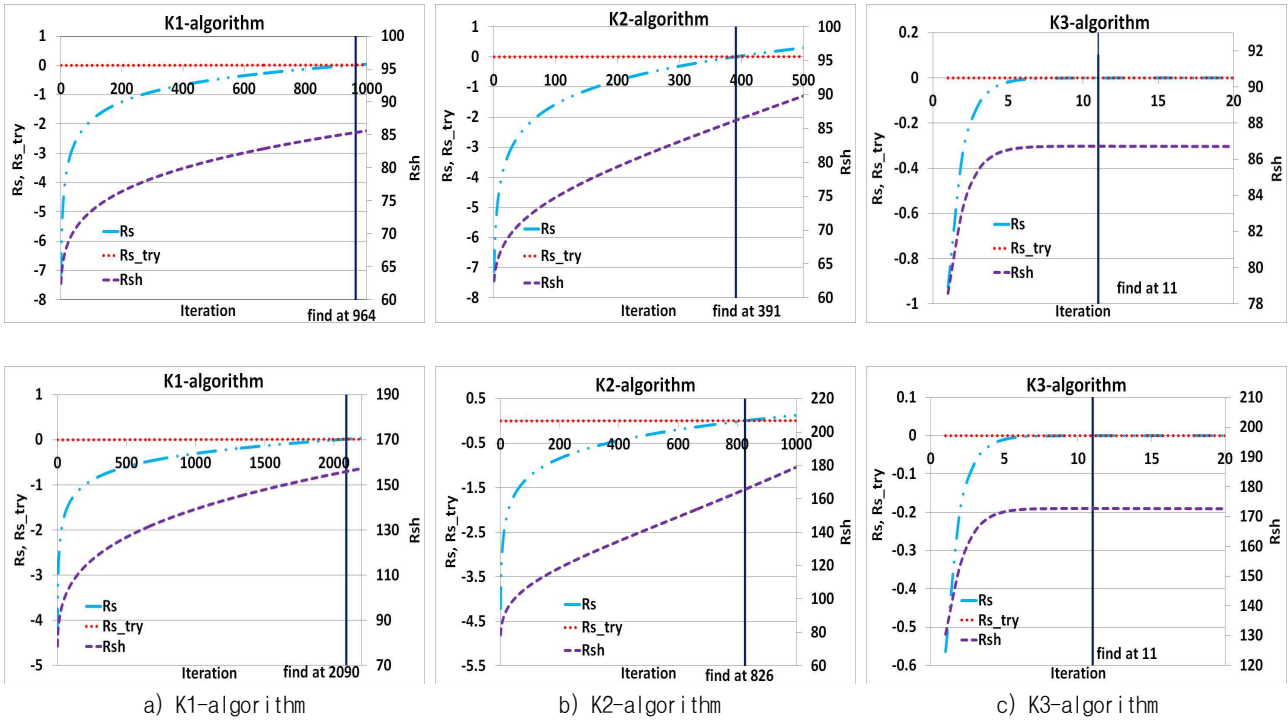 K1-algorithm
1
0
-1
-2
-3
-4
-5
-6
-7
-8
0 200 400 600 800 1000
100
95
90
85
80
75
70
65
60
Rs, Rs_try
Rsh
Rs
Rs_try
Rsh
Iteration
find at 964
K2-algorithm
1
0
-1
-2
-3
-4
-5
-6
-7
-8
0 100 200 300 400 500
100
95
90
85
80
75
70
65
60
Rs, Rs_try
Rsh
Rs
Rs_try
Rsh
Iteration
find at 391
K3-algorithm
0.2
0
-0.2
-0.4
-0.6
-0.8
-1
0 5 10 15 20
92
90
88
86
84
82
80
78
Rs, Rs_try
Rsh
Rs
Rs_try
Rsh
find at 11
Iteration
K1-algorithm
1
0
-1
-2
-3
-4
-5
0 500 1000 1500 2000
190
170
150
130
110
90
70
Rs, Rs_try
Rsh
Rs
Rs_try
Rsh
Iteration
find at 2090
K2-algorithm
0.5
-0.5
-1.5
-2.5
-3.5
-4.5
-5.5
0 200 400 600 800 1000
220
200
180
160
140
120
100
80
60
Rs, Rs_try
Rsh
Rs
Rs_try
Rsh
Iteration
find at 826
K3-algorithm
0.1
0
-0.1
-0.2
-0.3
-0.4
-0.5
-0.6
0 5 10 15 20
210
200
190
180
170
160
150
140
130
120
Rs, Rs_try
Rsh
Rs
Rs_try
Rsh
find at 11
Iteration
a) K1-algorithm
b) K2-algorithm
c) K3-algorithm